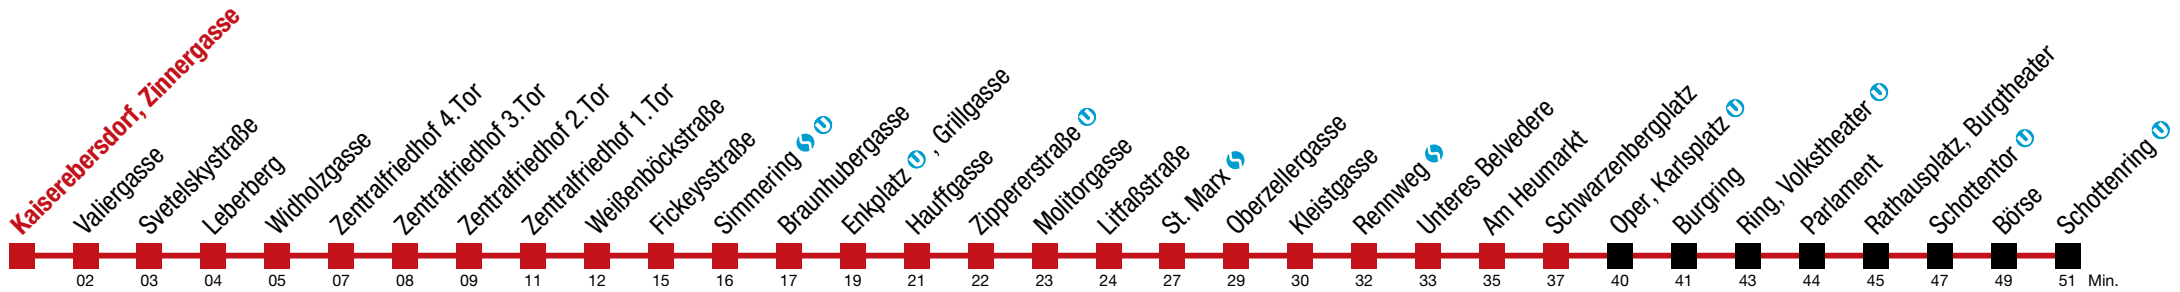 Kaiserebersdorf, Zinnergasse
Valiergasse
Svetelskystraße
Leberberg
Widholzgasse
Zentralfriedhof 4.Tor
Zentralfriedhof 3.Tor
Zentralfriedhof 2.Tor
Zentralfriedhof 1.Tor
Weißenböckstraße
Fickeysstraße
Simmering
Braunhubergasse
Enkplatz U , Grillgasse
Hauffgasse
Zippererstraße U
Molitorgasse
Litfaßstraße
St. Marx
Oberzellergasse
Kleistgasse
Rennweg
Unteres Belvedere
Am Heumarkt
Schwarzenbergplatz
Oper, Karlsplatz U
Burgring
Ring, Volkstheater U
Parlament
Rathausplatz, Burgtheater
Schottentor U
Börse
Schottenring U
02 03 04 05 07 08 09 11 12 15 16 17 19 21 22 23 24 27 29 30 32 33 35 37 40 41 43 44 45 47 49 51 Min.